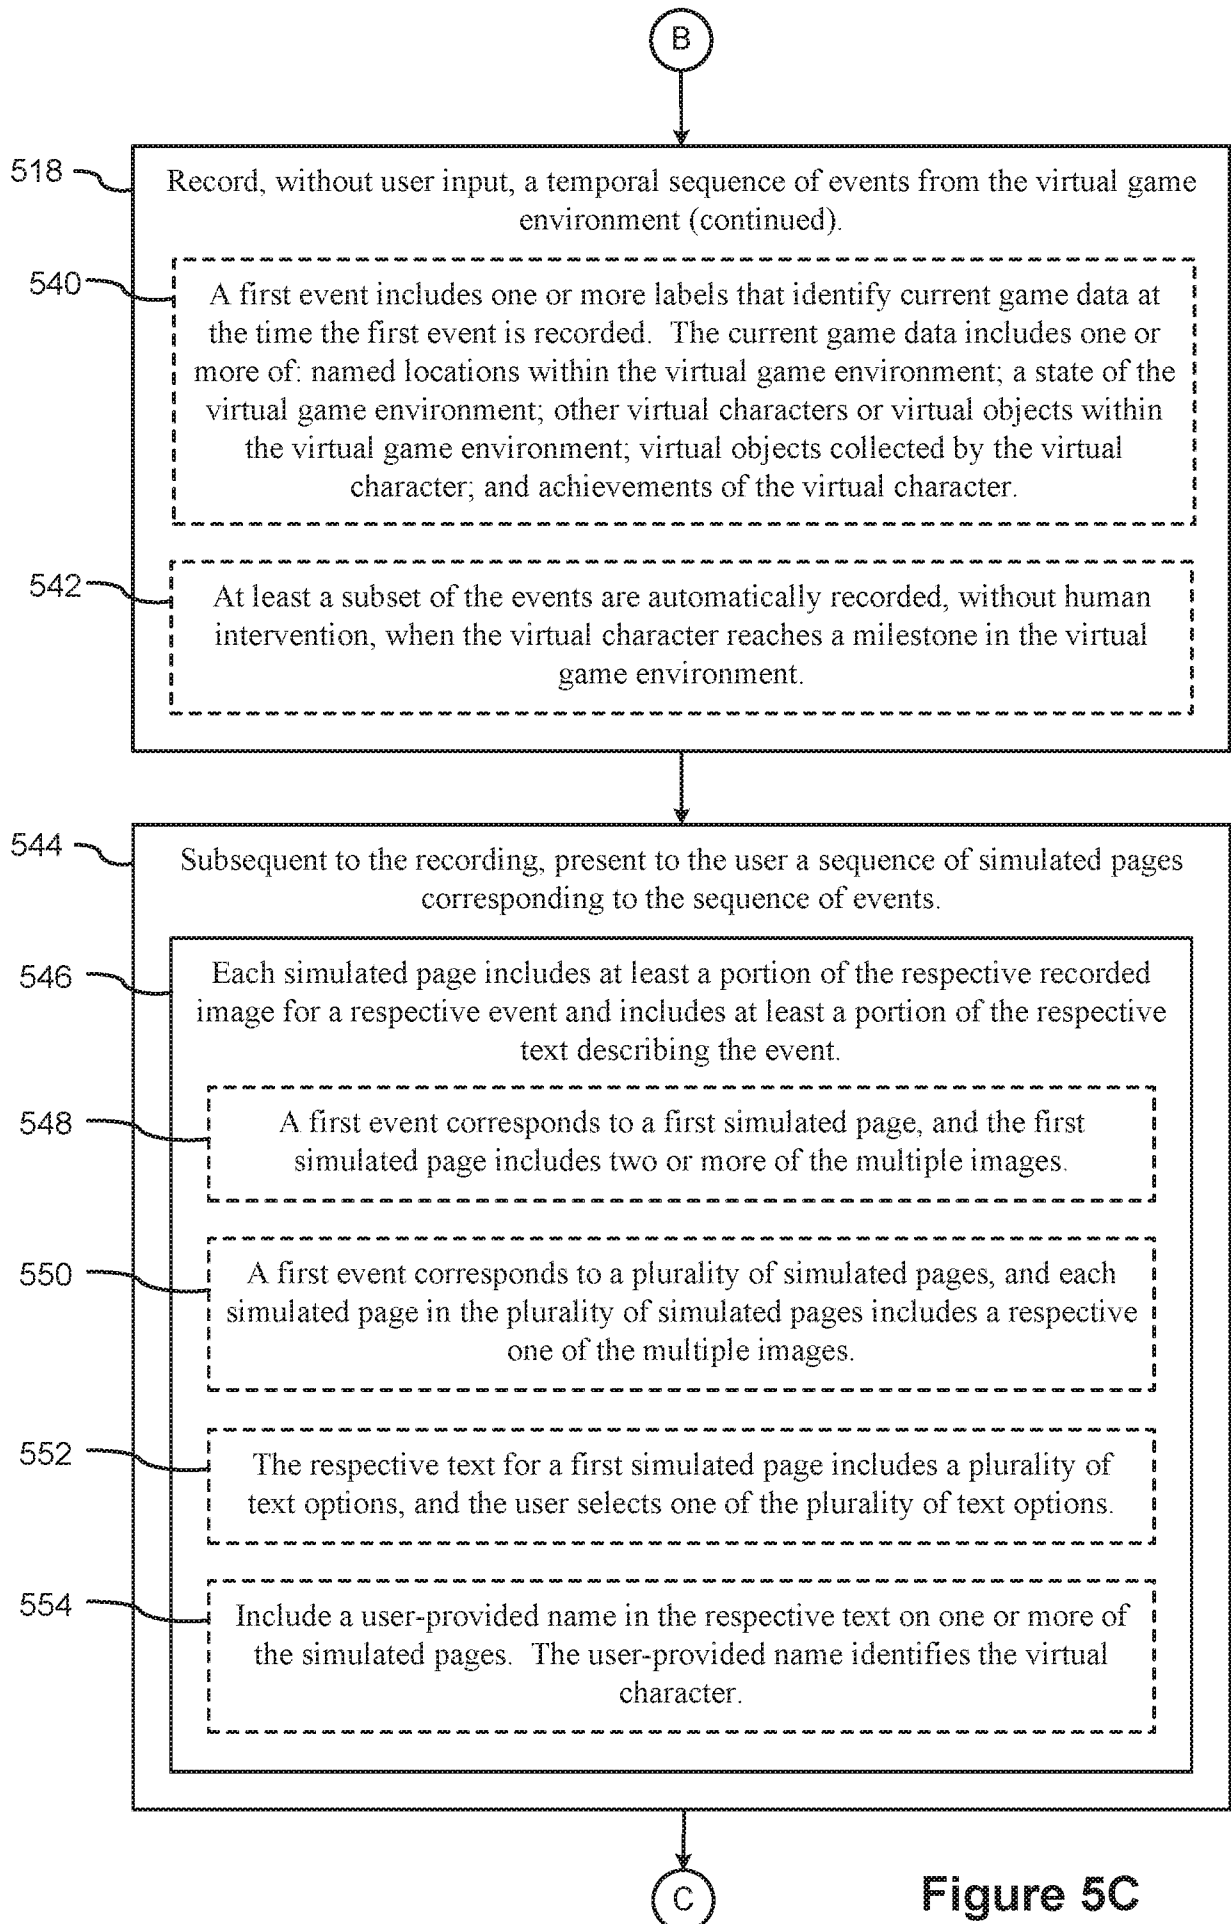 B
518
Record, without user input, a temporal sequence of events from the virtual game
environment (continued).
540
A first event includes one or more labels that identify current game data at
the time the first event is recorded. The current game data includes one or
more of: named locations within the virtual game environment; a state of the
virtual game environment; other virtual characters or virtual objects within
the virtual game environment; virtual objects collected by the virtual
character; and achievements of the virtual character.
542
At least a subset of the events are automatically recorded, without human
intervention, when the virtual character reaches a milestone in the virtual
game environment.
544
Subsequent to the recording, present to the user a sequence of simulated pages
corresponding to the sequence of events.
546
Each simulated page includes at least a portion of the respective recorded
image for a respective event and includes at least a portion of the respective
text describing the event.
548
A first event corresponds to a first simulated page, and the first
simulated page includes two or more of the multiple images.
550
A first event corresponds to a plurality of simulated pages, and each
simulated page in the plurality of simulated pages includes a respective
one of the multiple images.
552
The respective text for a first simulated page includes a plurality of
text options, and the user selects one of the plurality of text options.
554
Include a user-provided name in the respective text on one or more of
the simulated pages. The user-provided name identifies the virtual
character.
C
Figure 5C